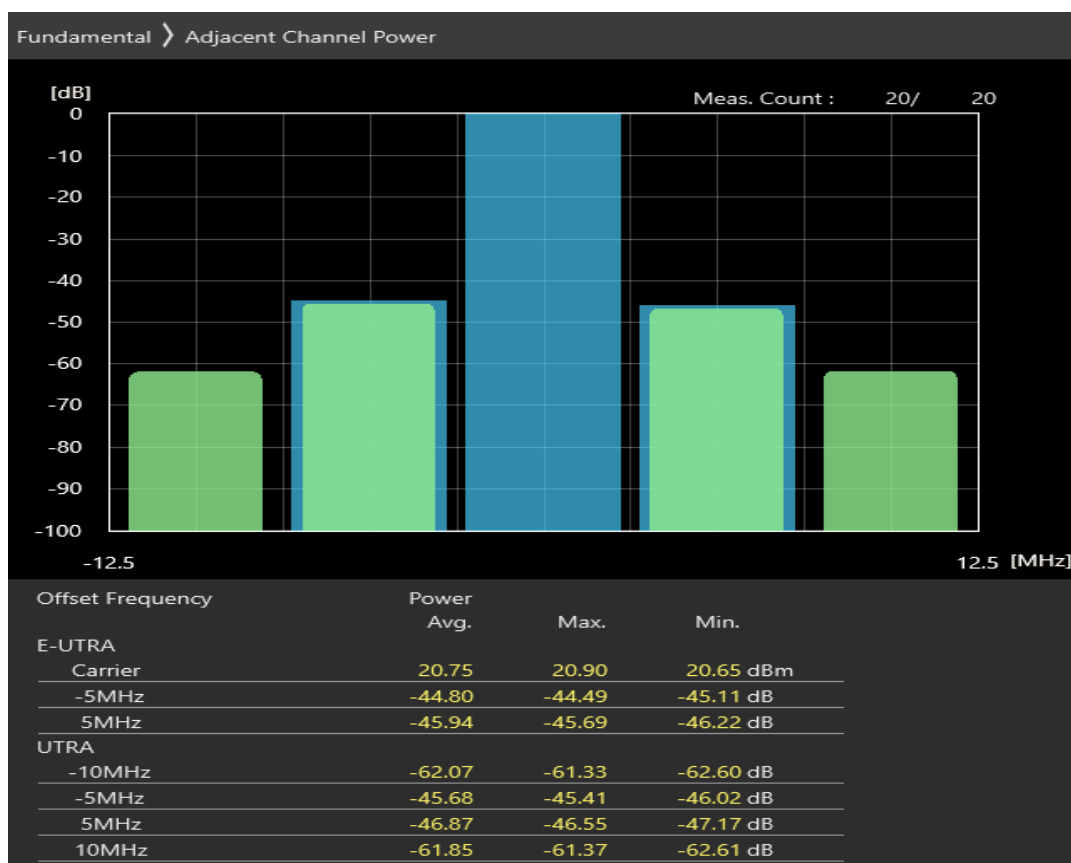 Fundamental ❯ Adjacent Channel Power
[dB]
Meas. Count : 20/ 20
0
-10
-20
-30
-40
-50
-60
-70
-80
-90
-100
-12.5 12.5 [MHz]
Offset Frequency Power
Avg. Max. Min.
E-UTRA
Carrier 20.75 20.90 20.65 dBm
-5MHz -44.80 -44.49 -45.11 dB
5MHz -45.94 -45.69 -46.22 dB
UTRA
-10MHz -62.07 -61.33 -62.60 dB
-5MHz -45.68 -45.41 -46.02 dB
5MHz -46.87 -46.55 -47.17 dB
10MHz -61.85 -61.37 -62.61 dB